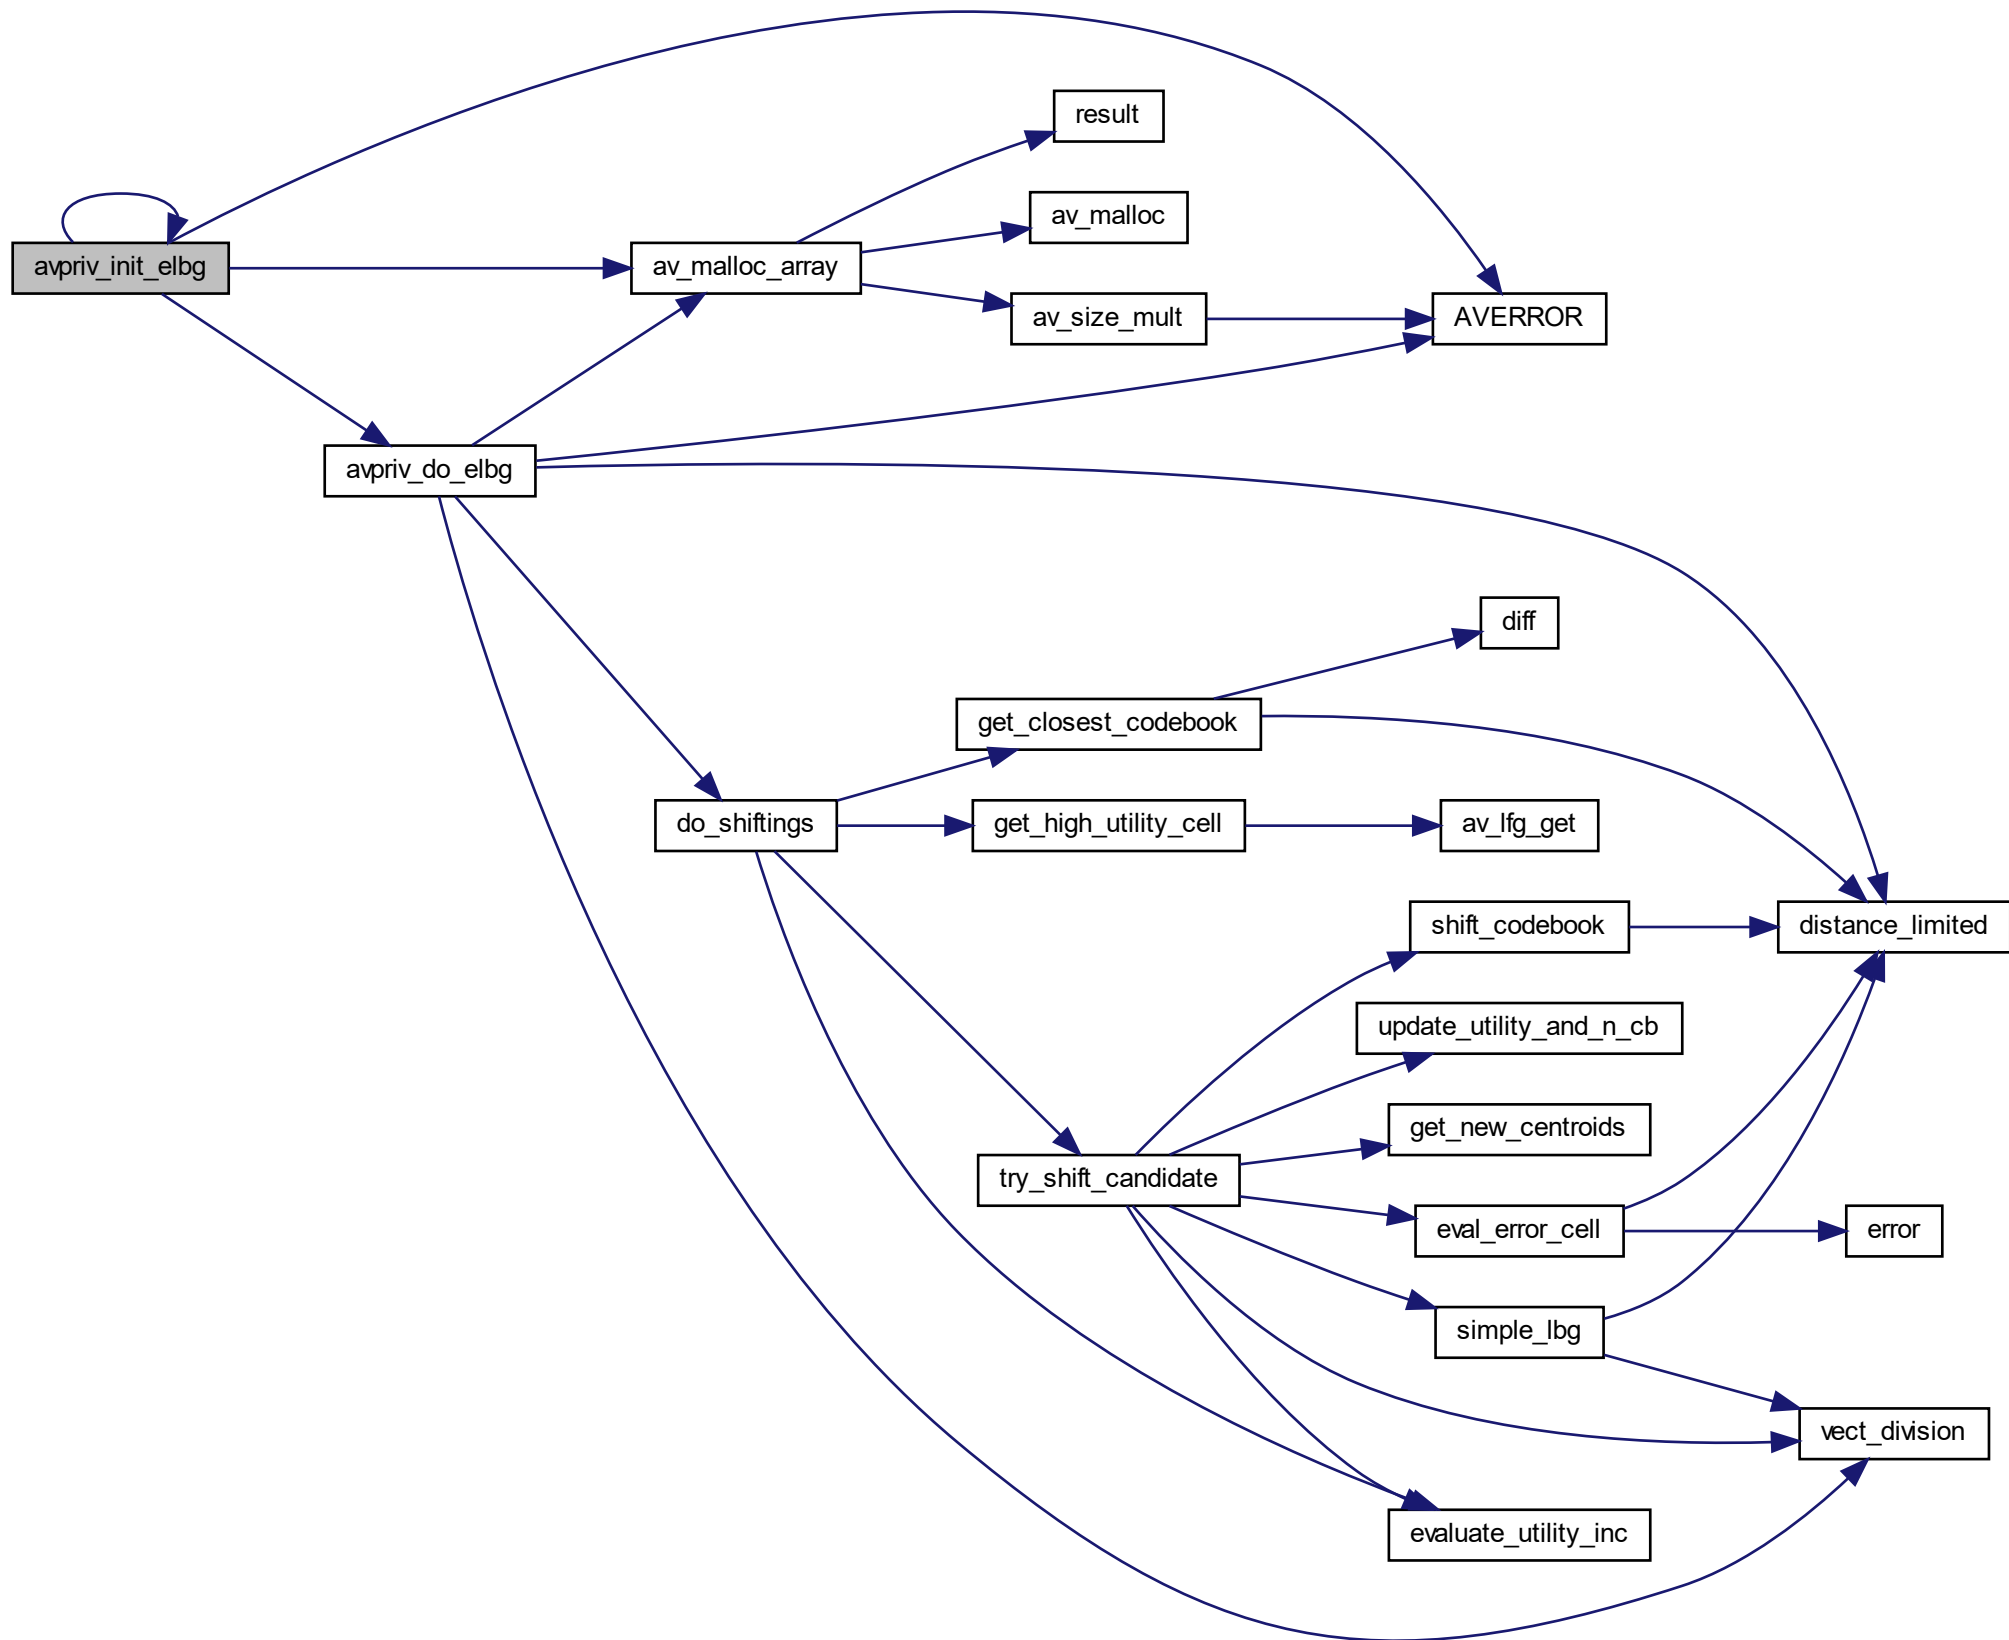 result
av_malloc
avpriv_init_elbg
av_malloc_array
av_size_mult
AVERROR
avpriv_do_elbg
diff
get_closest_codebook
do_shiftings
get_high_utility_cell
av_lfg_get
shift_codebook
distance_limited
update_utility_and_n_cb
get_new_centroids
try_shift_candidate
eval_error_cell
error
simple_lbg
vect_division
evaluate_utility_inc